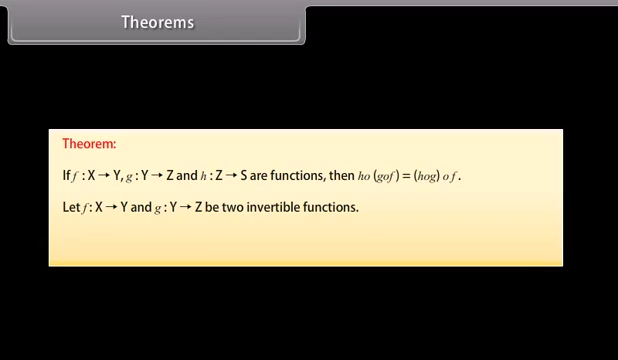 Theorems
Theorem:
If f : X → Y, g : Y → Z and h : Z → S are functions, then ho (gof) = (hog) o f.
Let f : X → Y and g : Y → Z be two invertible functions.